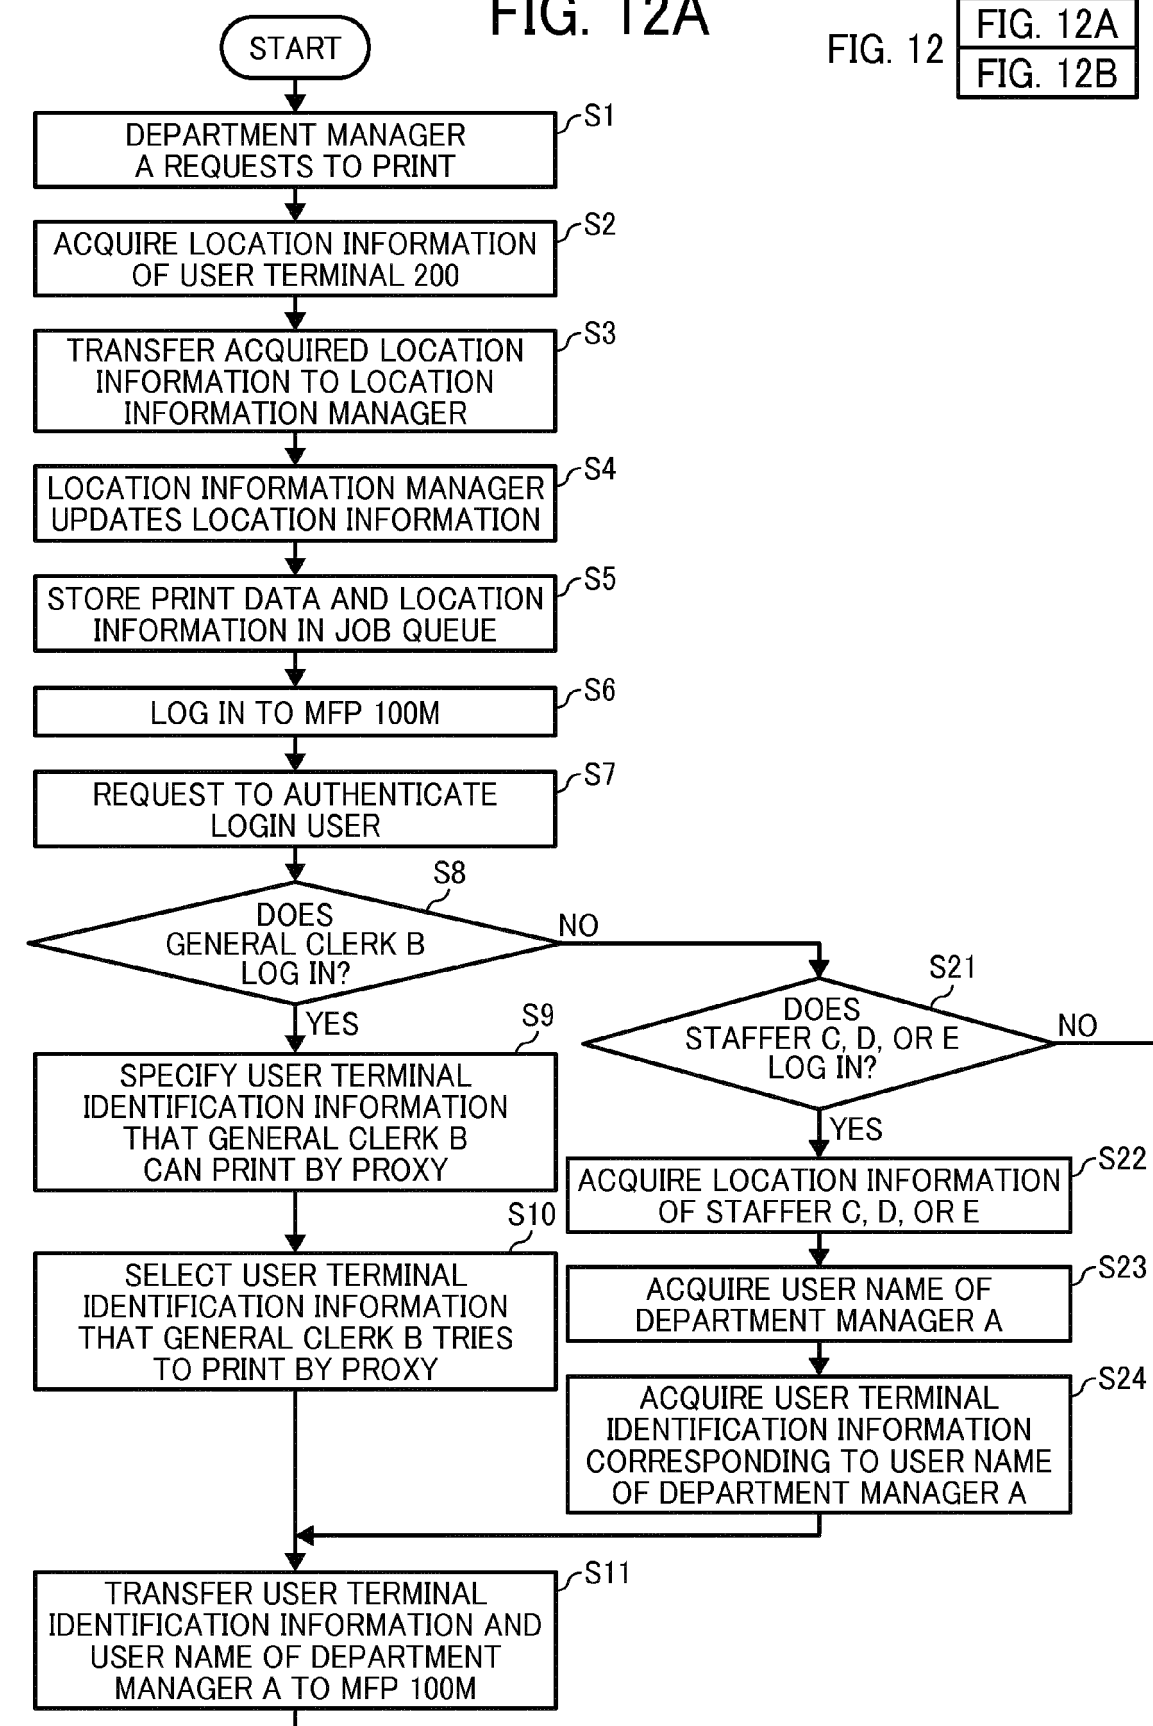 FIG. 12A
FIG. 12
FIG. 12A
FIG. 12B
START
S1
DEPARTMENT MANAGER
A REQUESTS TO PRINT
S2
ACQUIRE LOCATION INFORMATION
OF USER TERMINAL 200
S3
TRANSFER ACQUIRED LOCATION
INFORMATION TO LOCATION
INFORMATION MANAGER
S4
LOCATION INFORMATION MANAGER
UPDATES LOCATION INFORMATION
S5
STORE PRINT DATA AND LOCATION
INFORMATION IN JOB QUEUE
S6
LOG IN TO MFP 100M
S7
REQUEST TO AUTHENTICATE
LOGIN USER
S8
DOES
GENERAL CLERK B
LOG IN?
NO
YES
S9
SPECIFY USER TERMINAL
IDENTIFICATION INFORMATION
THAT GENERAL CLERK B
CAN PRINT BY PROXY
S10
SELECT USER TERMINAL
IDENTIFICATION INFORMATION
THAT GENERAL CLERK B TRIES
TO PRINT BY PROXY
S21
DOES
STAFFER C, D, OR E
LOG IN?
NO
YES
S22
ACQUIRE LOCATION INFORMATION
OF STAFFER C, D, OR E
S23
ACQUIRE USER NAME OF
DEPARTMENT MANAGER A
S24
ACQUIRE USER TERMINAL
IDENTIFICATION INFORMATION
CORRESPONDING TO USER NAME
OF DEPARTMENT MANAGER A
S11
TRANSFER USER TERMINAL
IDENTIFICATION INFORMATION AND
USER NAME OF DEPARTMENT
MANAGER A TO MFP 100M